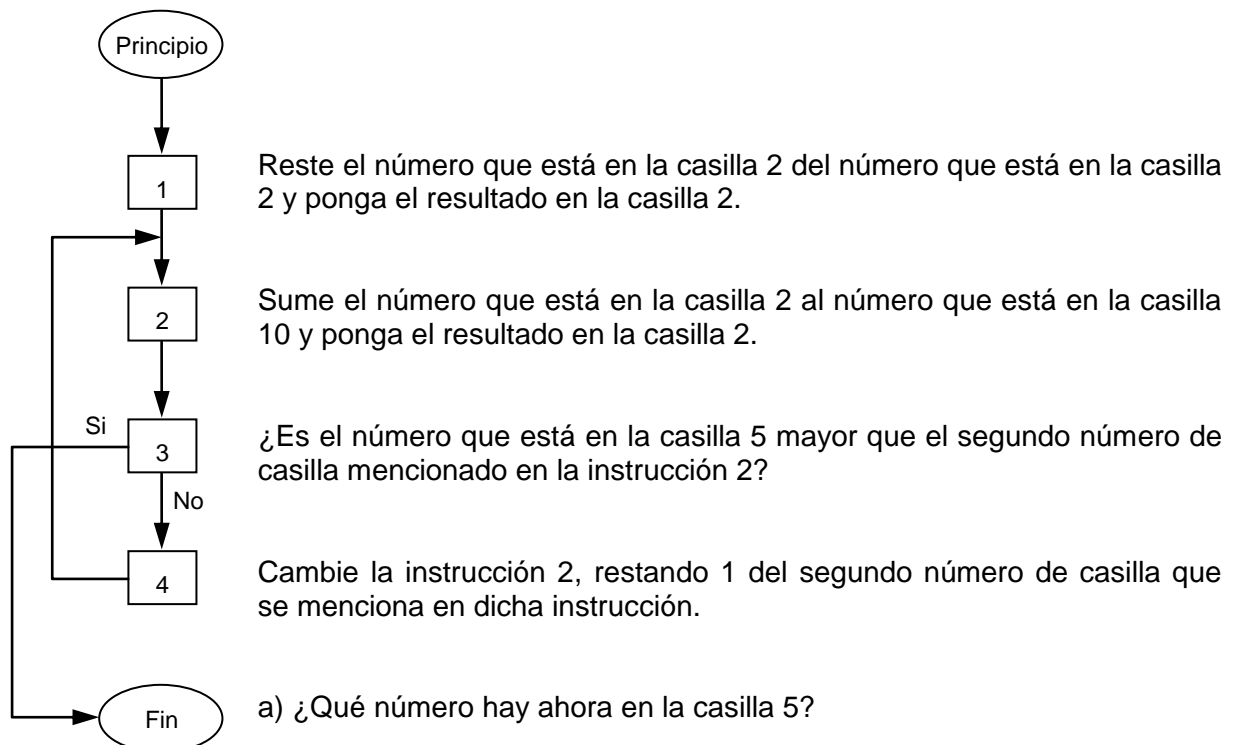 Principio
1
Reste el número que está en la casilla 2 del número que está en la casilla
2 y ponga el resultado en la casilla 2.
2
Sume el número que está en la casilla 2 al número que está en la casilla
10 y ponga el resultado en la casilla 2.
Si
3
¿Es el número que está en la casilla 5 mayor que el segundo número de
casilla mencionado en la instrucción 2?
No
4
Cambie la instrucción 2, restando 1 del segundo número de casilla que
se menciona en dicha instrucción.
Fin
a) ¿Qué número hay ahora en la casilla 5?